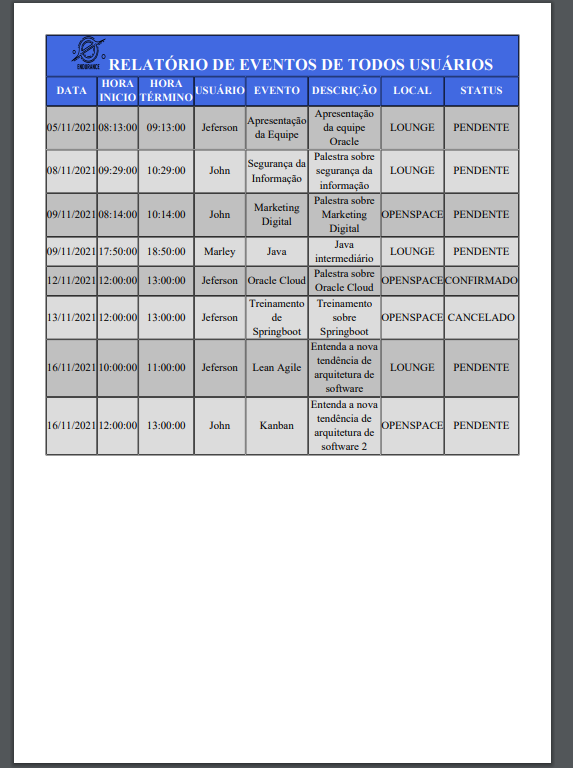 ENDURANCE
RELATÓRIO DE EVENTOS DE TODOS USUÁRIOS
DATA HORA INICIO HORA TÉRMINO USUÁRIO EVENTO DESCRIÇÃO LOCAL STATUS
05/11/2021 08:13:00 09:13:00 Jeferson Apresentação da Equipe Apresentação da equipe Oracle LOUNGE PENDENTE
08/11/2021 09:29:00 10:29:00 John Segurança da Informação Palestra sobre segurança da informação LOUNGE PENDENTE
09/11/2021 08:14:00 10:14:00 John Marketing Digital Palestra sobre Marketing Digital OPENSPACE PENDENTE
09/11/2021 17:50:00 18:50:00 Marley Java Java intermediário LOUNGE PENDENTE
12/11/2021 12:00:00 13:00:00 Jeferson Oracle Cloud Palestra sobre Oracle Cloud OPENSPACE CONFIRMADO
13/11/2021 12:00:00 13:00:00 Jeferson Treinamento de Springboot Treinamento sobre Springboot OPENSPACE CANCELADO
16/11/2021 10:00:00 11:00:00 Jeferson Lean Agile Entenda a nova tendência de arquitetura de software LOUNGE PENDENTE
16/11/2021 12:00:00 13:00:00 John Kanban Entenda a nova tendência de arquitetura de software 2 OPENSPACE PENDENTE